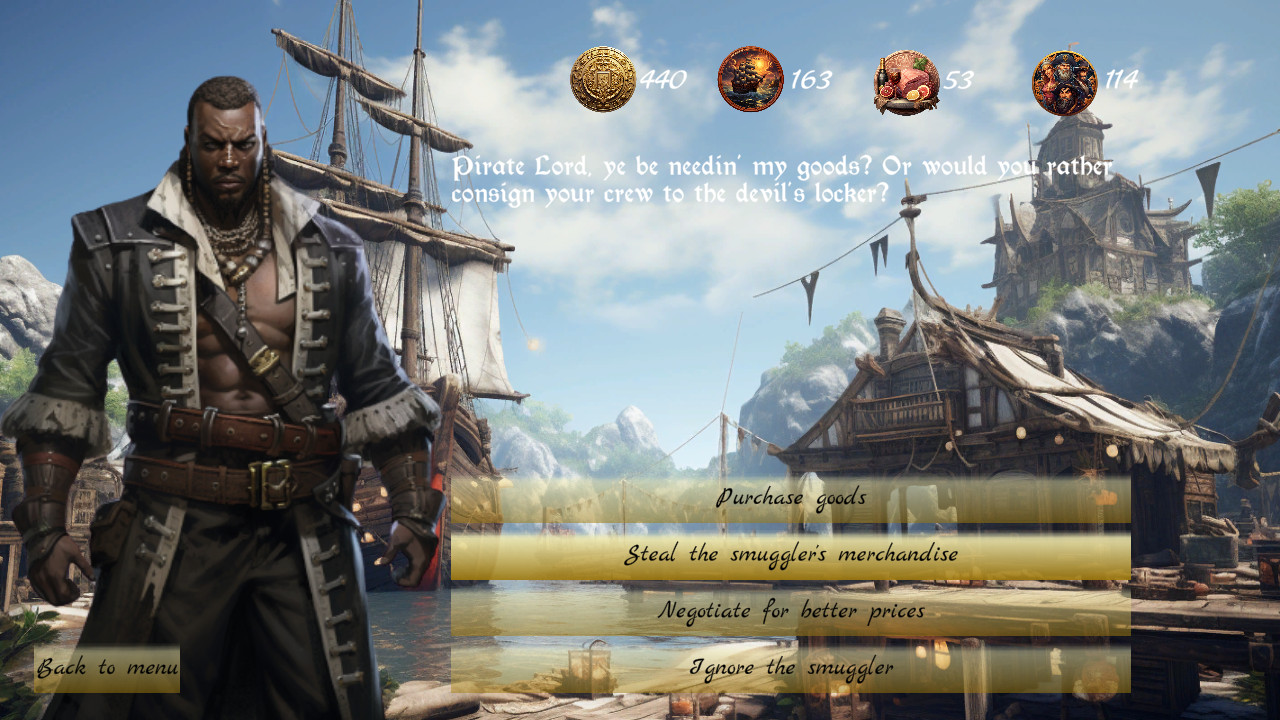 440 163 53 114
Pirate Lord, ye be needin' my goods? Or would you rather
consign your crew to the devil's locker?
Purchase goods
Steal the smuggler's merchandise
Negotiate for better prices
Ignore the smuggler
Back to menu